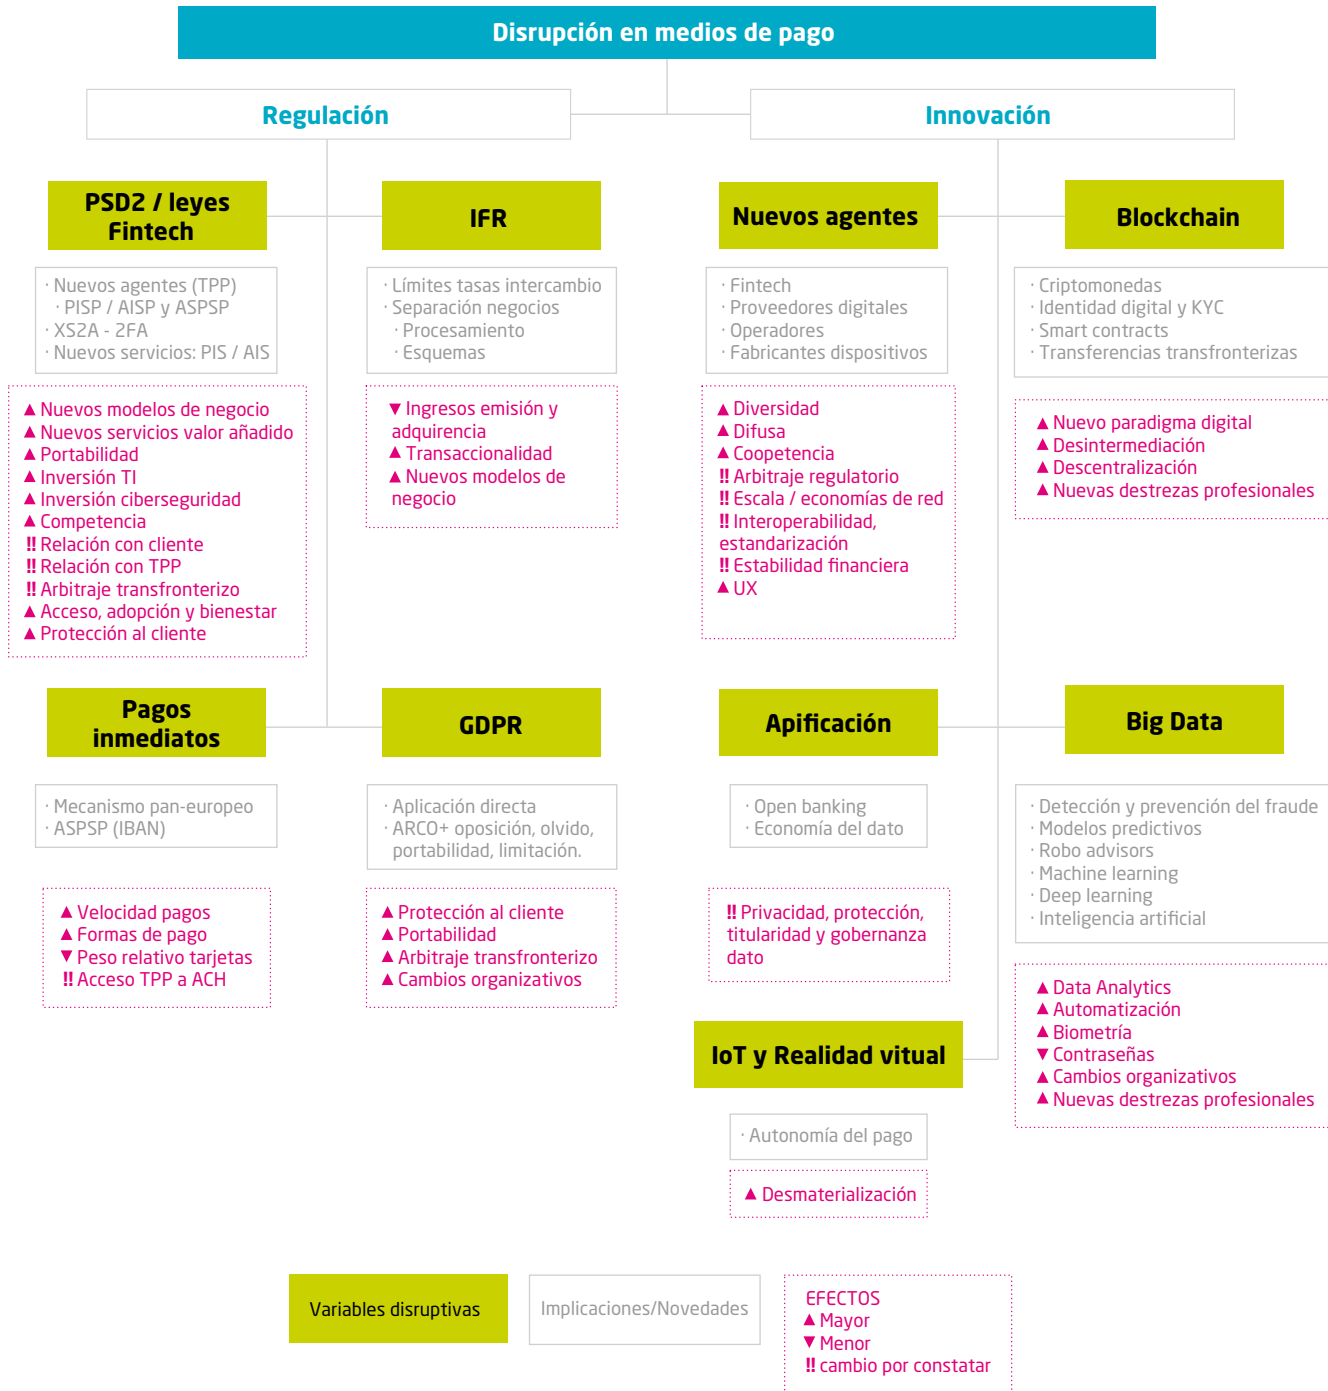 Disrupción en medios de pago
Regulación
Innovación
PSD2 / leyes
Fintech
· Nuevos agentes (TPP)
· PISP / AISP y ASPSP
· XS2A - 2FA
· Nuevos servicios: PIS / AIS
▲ Nuevos modelos de negocio
▲ Nuevos servicios valor añadido
▲ Portabilidad
▲ Inversión TI
▲ Inversión ciberseguridad
▲ Competencia
!! Relación con cliente
!! Relación con TPP
!! Arbitraje transfronterizo
▲ Acceso, adopción y bienestar
▲ Protección al cliente
IFR
· Límites tasas intercambio
· Separación negocios
· Procesamiento
· Esquemas
▼ Ingresos emisión y
adquirencia
▲ Transaccionalidad
▲ Nuevos modelos de
negocio
Nuevos agentes
· Fintech
· Proveedores digitales
· Operadores
· Fabricantes dispositivos
▲ Diversidad
▲ Difusa
▲ Coopetencia
!! Arbitraje regulatorio
!! Escala / economías de red
!! Interoperabilidad,
estandarización
!! Estabilidad financiera
▲ UX
Blockchain
· Criptomonedas
· Identidad digital y KYC
· Smart contracts
· Transferencias transfronterizas
▲ Nuevo paradigma digital
▲ Desintermediación
▲ Descentralización
▲ Nuevas destrezas profesionales
Pagos
inmediatos
· Mecanismo pan-europeo
· ASPSP (IBAN)
▲ Velocidad pagos
▲ Formas de pago
▼ Peso relativo tarjetas
!! Acceso TPP a ACH
GDPR
· Aplicación directa
· ARCO+ oposición, olvido,
portabilidad, limitación.
▲ Protección al cliente
▲ Portabilidad
▲ Arbitraje transfronterizo
▲ Cambios organizativos
Apificación
· Open banking
· Economía del dato
!! Privacidad, protección,
titularidad y gobernanza
dato
Big Data
· Detección y prevención del fraude
· Modelos predictivos
· Robo advisors
· Machine learning
· Deep learning
· Inteligencia artificial
▲ Data Analytics
▲ Automatización
▲ Biometría
▼ Contraseñas
▲ Cambios organizativos
▲ Nuevas destrezas profesionales
IoT y Realidad vitual
· Autonomía del pago
▲ Desmaterialización
Variables disruptivas
Implicaciones/Novedades
EFECTOS
▲ Mayor
▼ Menor
!! cambio por constatar